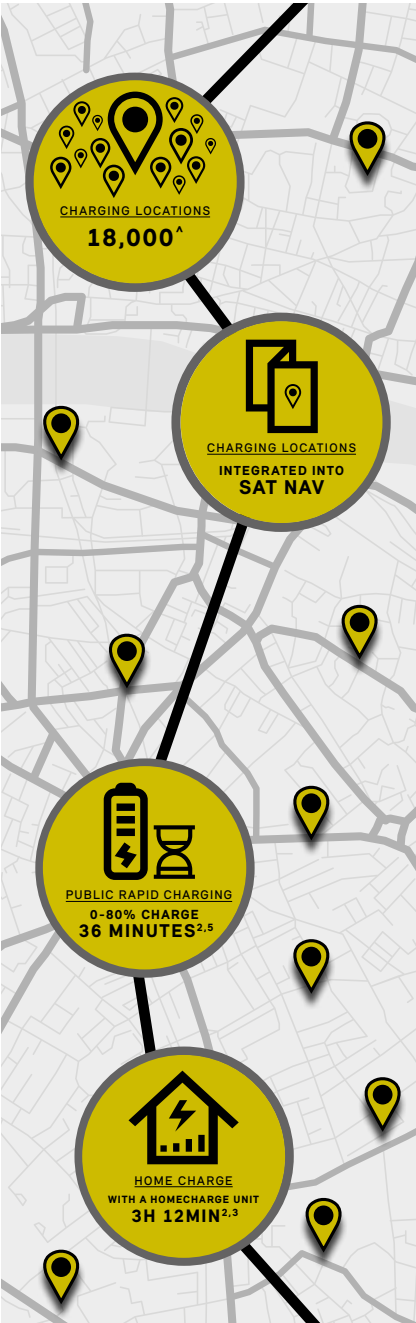 CHARGING LOCATIONS
18,000^
CHARGING LOCATIONS
INTEGRATED INTO
SAT NAV
PUBLIC RAPID CHARGING
0-80% CHARGE
36 MINUTES2,5
HOME CHARGE
WITH A HOMECHARGE UNIT
3H 12MIN2,3